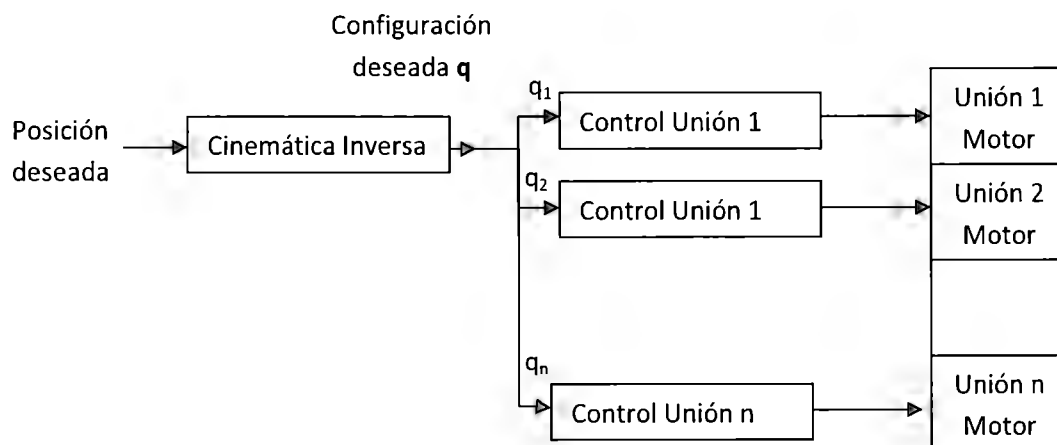 Configuración
deseada q
Posición
deseada
Cinemática Inversa
q₁
Control Unión 1
Unión 1
Motor
q₂
Control Unión 1
Unión 2
Motor
qₙ
Control Unión n
Unión n
Motor